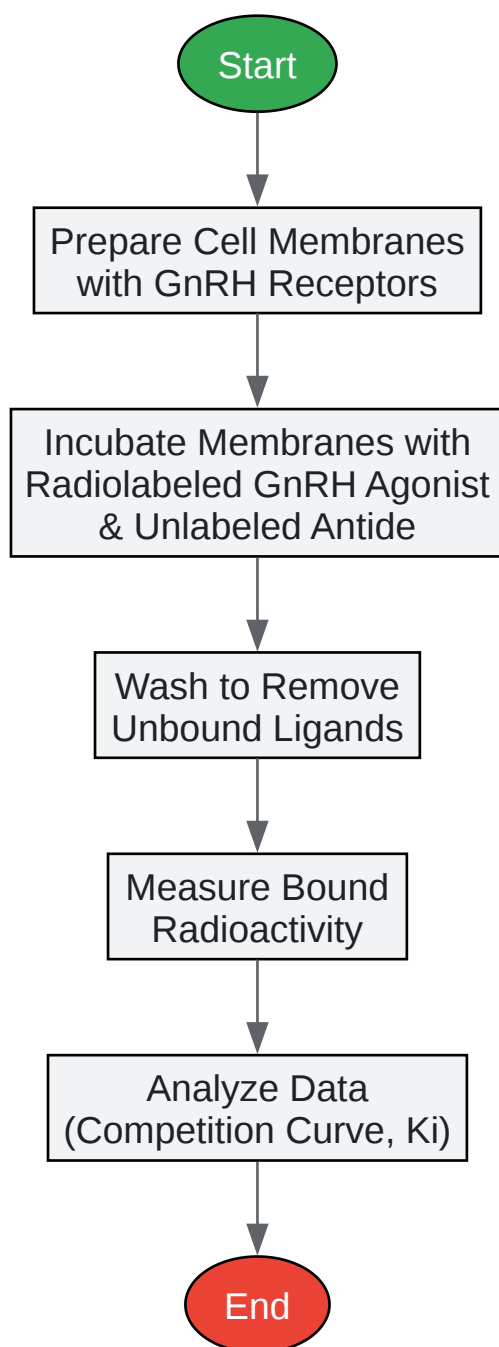 Start
Prepare Cell Membranes
with GnRH Receptors
Incubate Membranes with
Radiolabeled GnRH Agonist
& Unlabeled Antide
Wash to Remove
Unbound Ligands
Measure Bound
Radioactivity
Analyze Data
(Competition Curve, Ki)
End